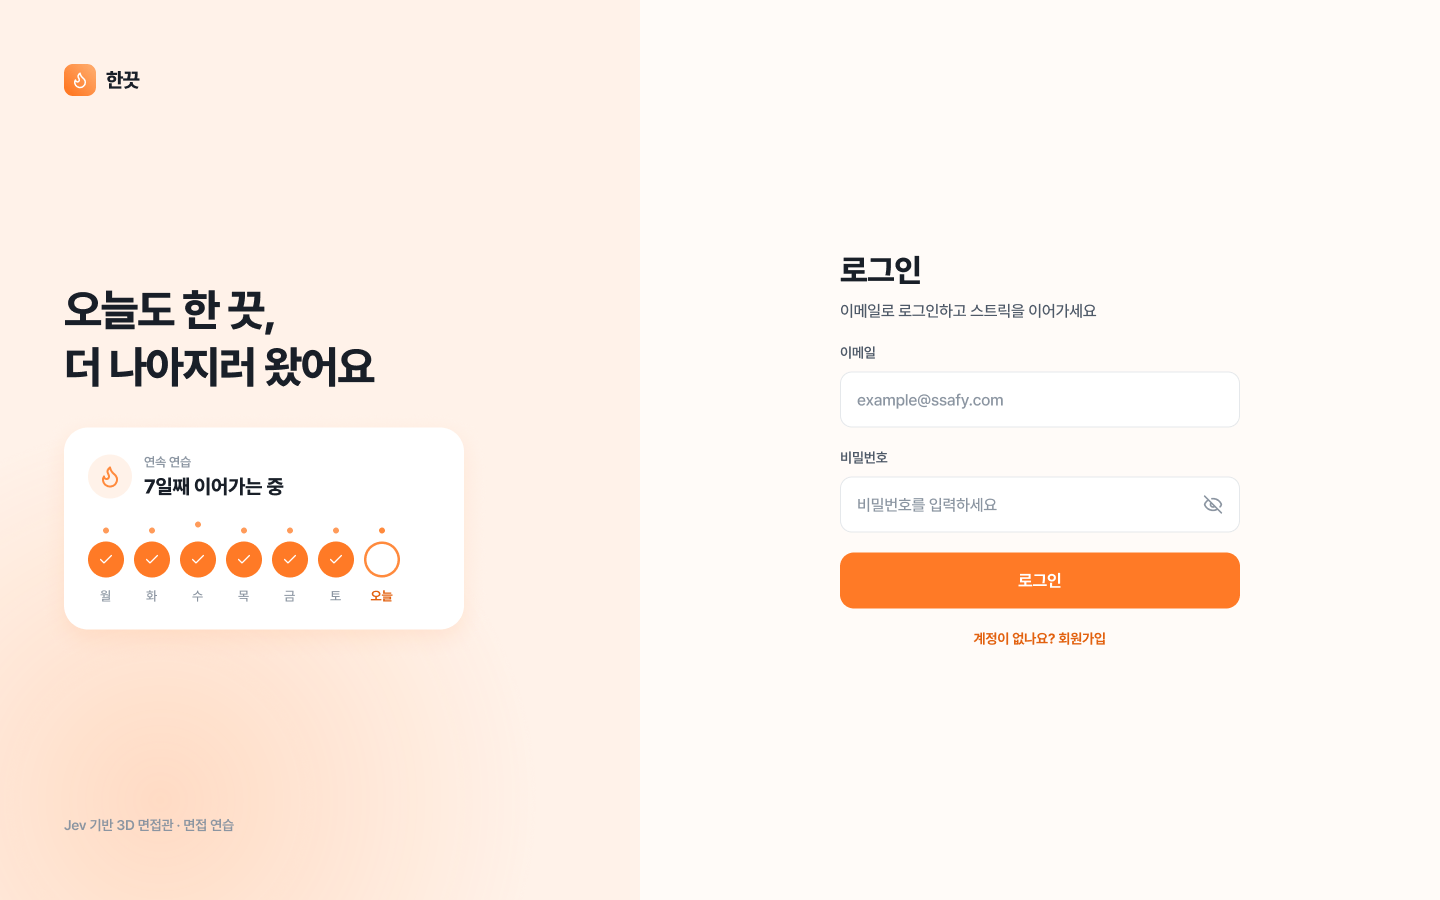 한끗
오늘도 한 끗,
더 나아지러 왔어요
연속 연습
7일째 이어가는 중
월 화 수 목 금 토 오늘
Jev 기반 3D 면접관 · 면접 연습
로그인
이메일로 로그인하고 스트릭을 이어가세요
이메일
example@ssafy.com
비밀번호
비밀번호를 입력하세요
로그인
계정이 없나요? 회원가입